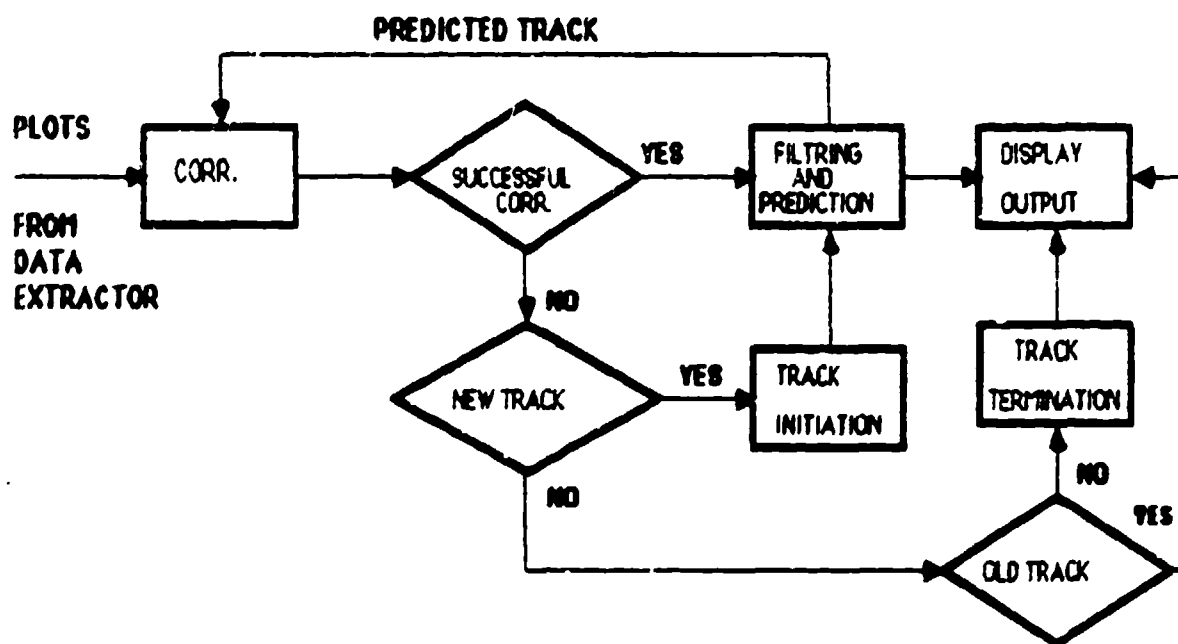 PREDICTED TRACK
PLOTS
FROM
DATA
EXTRACTOR
CORR.
SUCCESSFUL
CORR.
YES
FILTRING
AND
PREDICTION
DISPLAY
OUTPUT
NO
NEW TRACK
YES
TRACK
INITIATION
TRACK
TERMINATION
NO
NO
YES
OLD TRACK